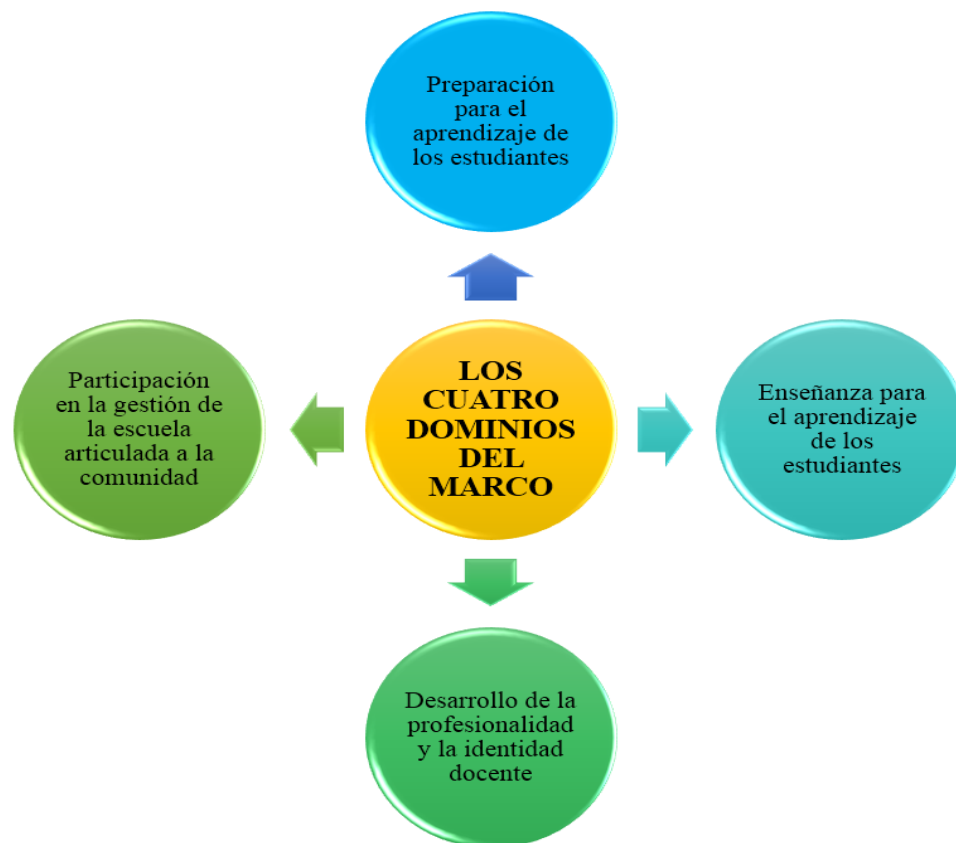 Preparación
para el
aprendizaje de
los estudiantes
Participación
en la gestión de
la escuela
articulada a la
comunidad
LOS
CUATRO
DOMINIOS
DEL
MARCO
Enseñanza para
el aprendizaje
de los
estudiantes
Desarrollo de la
profesionalidad
y la identidad
docente